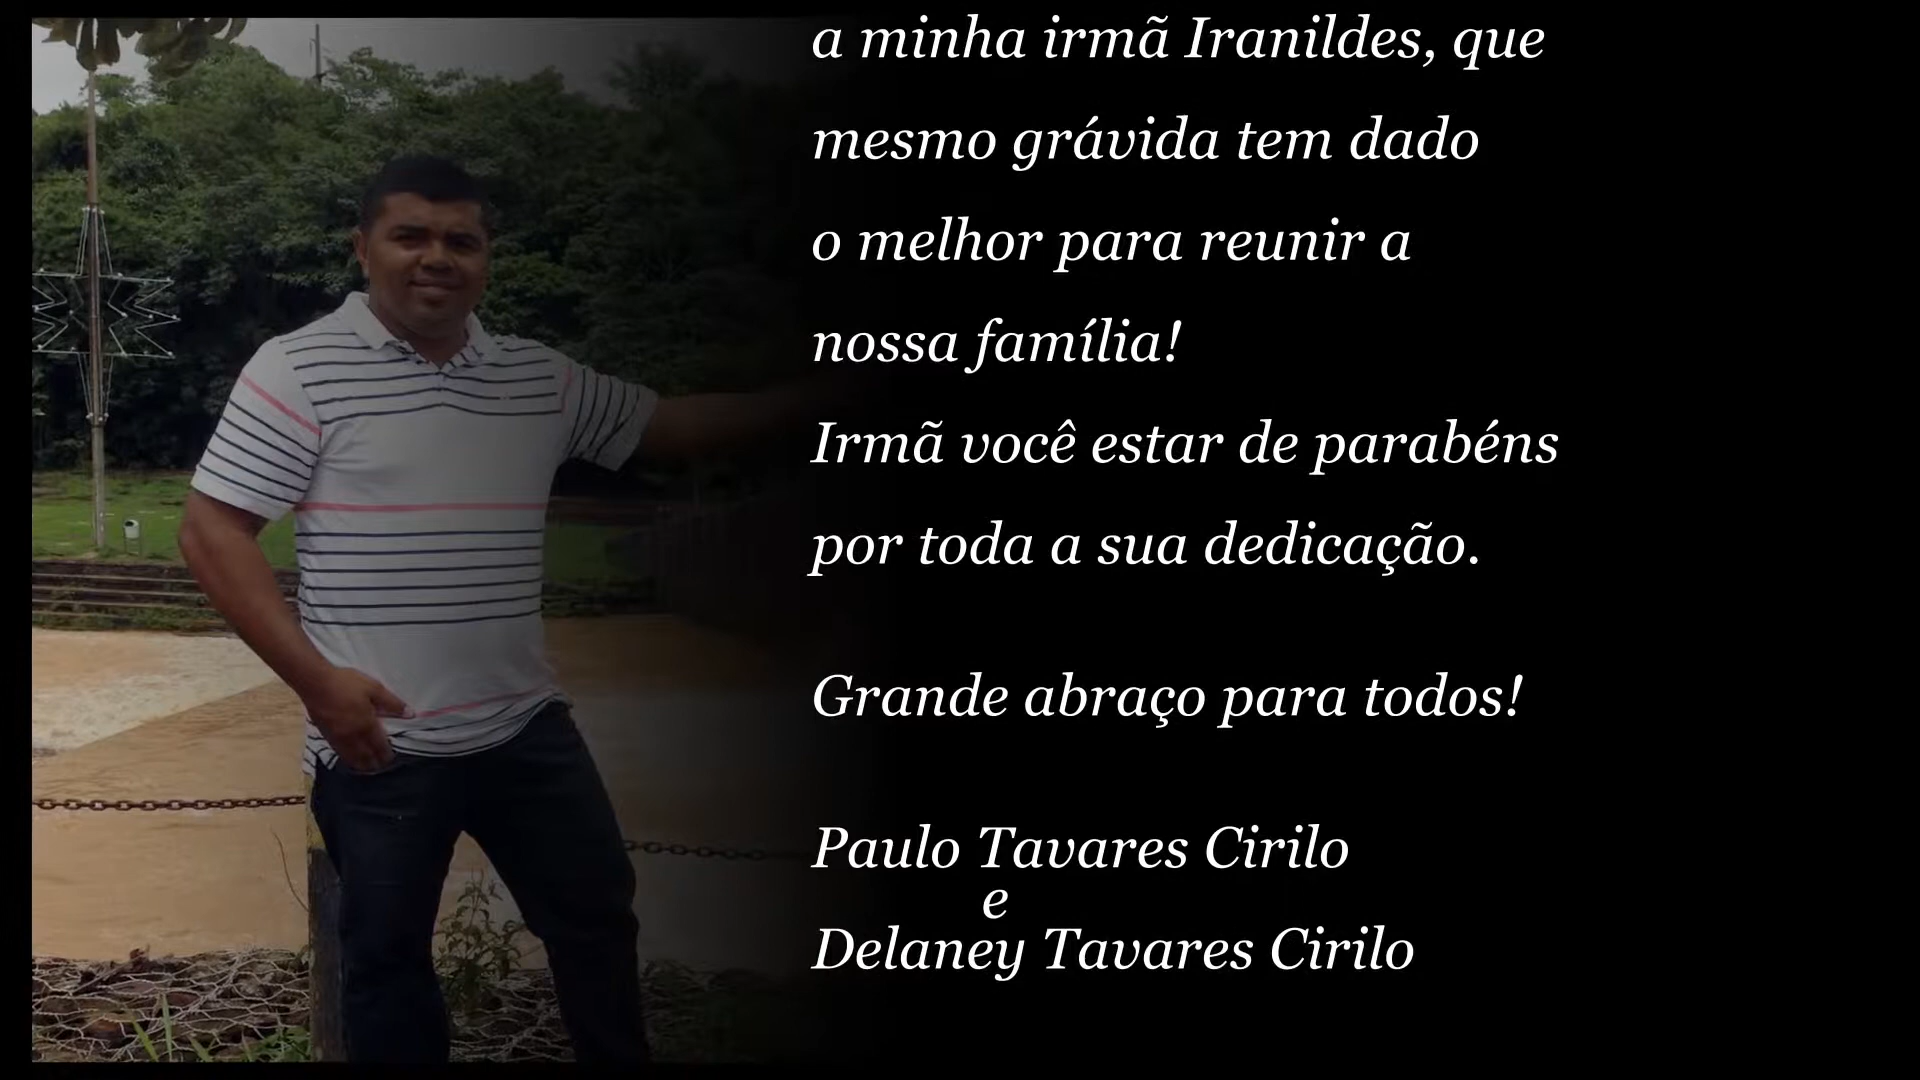 a minha irmã Iranildes, que
mesmo grávida tem dado
o melhor para reunir a
nossa família!
Irmã você estar de parabéns
por toda a sua dedicação.
Grande abraço para todos!
Paulo Tavares Cirilo
e
Delaney Tavares Cirilo